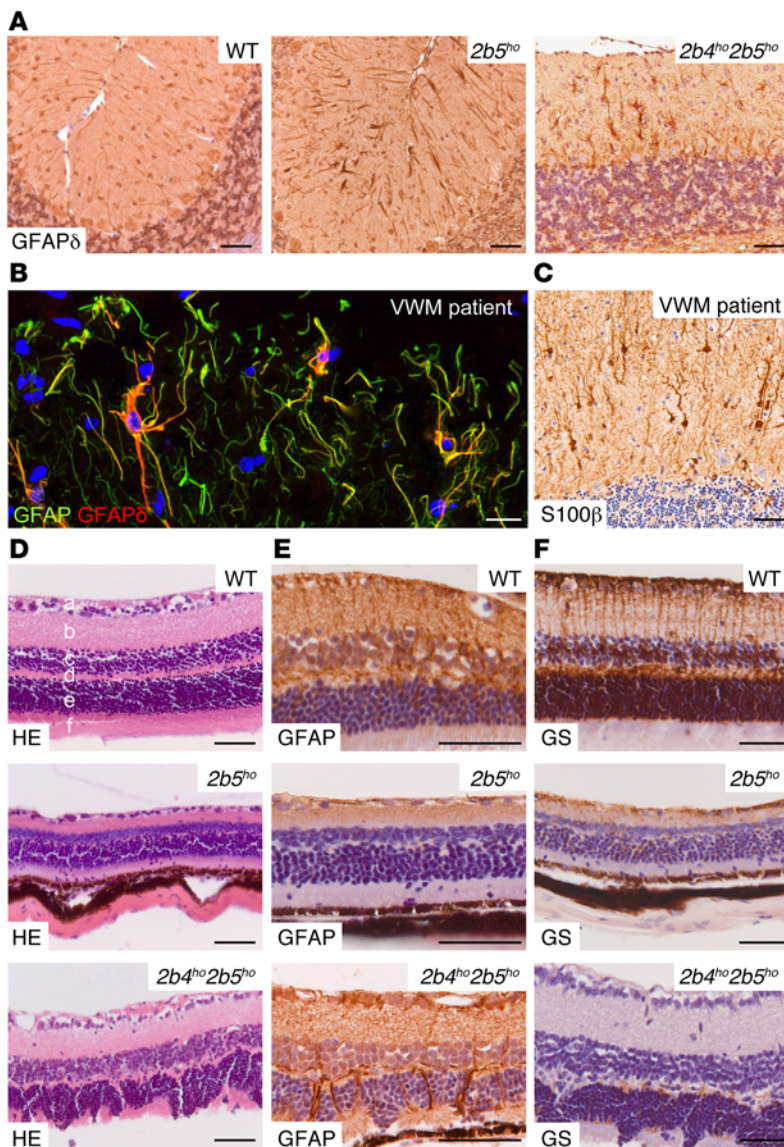 A
WT
2b5ho
2b4ho2b5ho
GFAPδ
B
C
VWM patient
VWM patient
GFAP GFAPδ
S100β
D
E
F
WT
WT
WT
a
b
c
d
e
f
HE
GFAP
GS
2b5ho
2b5ho
2b5ho
HE
GFAP
GS
2b4ho2b5ho
2b4ho2b5ho
2b4ho2b5ho
HE
GFAP
GS